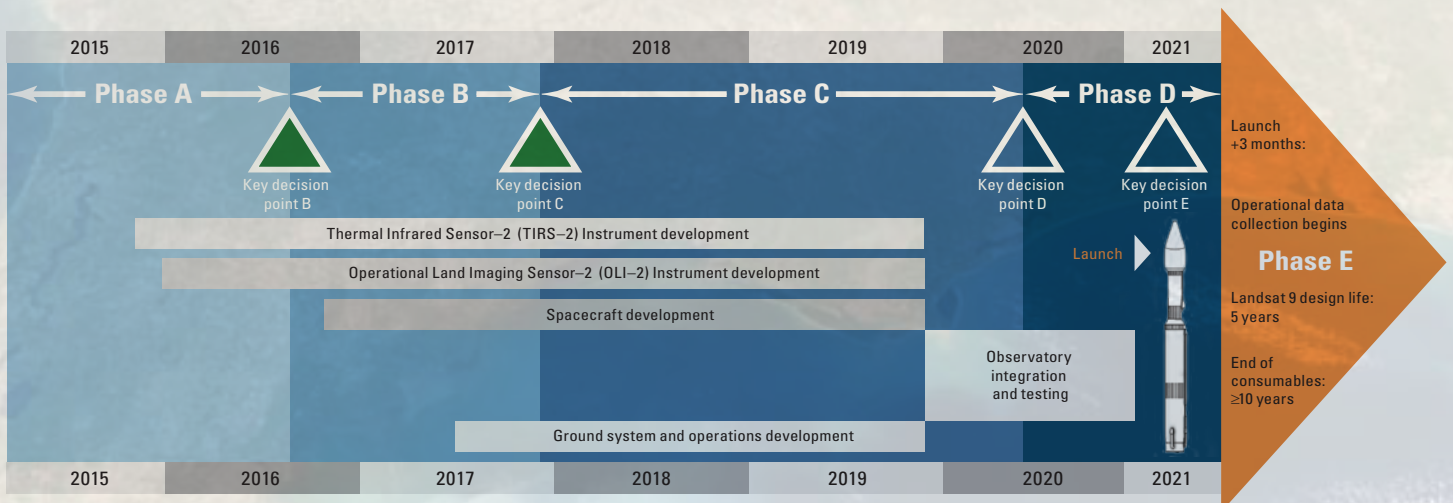 2015 2016 2017 2018 2019 2020 2021
Phase A Phase B Phase C Phase D
Key decision
point B
Key decision
point C
Key decision
point D
Key decision
point E
Thermal Infrared Sensor–2 (TIRS–2) Instrument development
Operational Land Imaging Sensor–2 (OLI–2) Instrument development
Spacecraft development
Observatory
integration
and testing
Ground system and operations development
Launch
Launch
+3 months:
Operational data
collection begins
Phase E
Landsat 9 design life:
5 years
End of
consumables:
≥10 years
2015 2016 2017 2018 2019 2020 2021